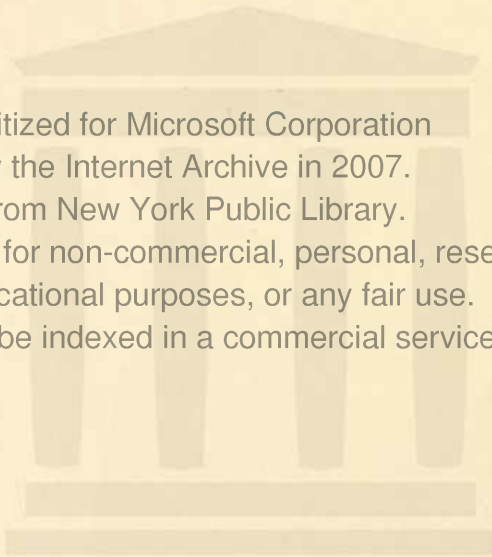 itized for Microsoft Corporation
the Internet Archive in 2007.
rom New York Public Library.
for non-commercial, personal, rese
cational purposes, or any fair use.
be indexed in a commercial service